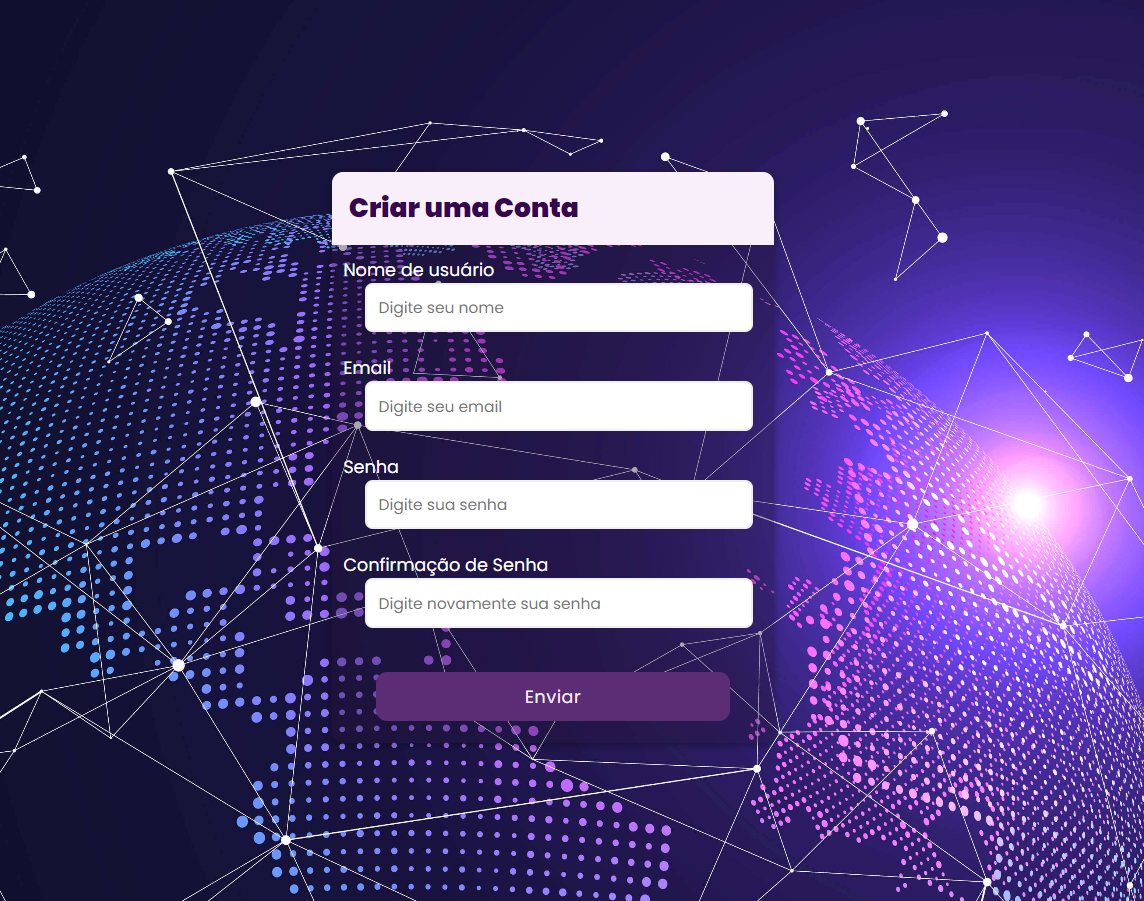 Criar uma Conta
Nome de usuário
Digite seu nome
Email
Digite seu email
Senha
Digite sua senha
Confirmação de Senha
Digite novamente sua senha
Enviar